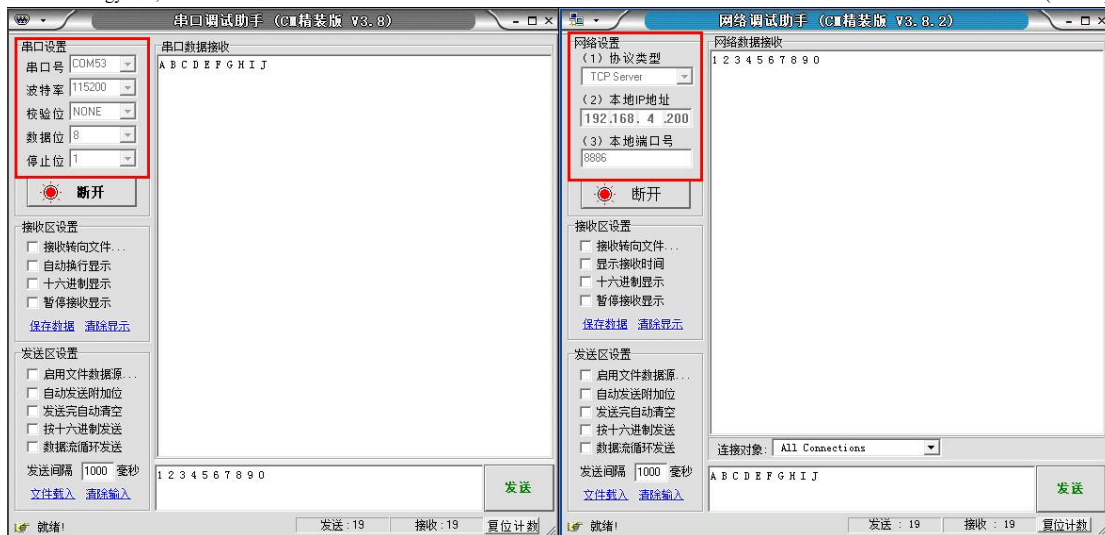 串口调试助手 (CM精装版 V3.8)
串口设置
串口号 COM53
波特率 115200
校验位 NONE
数据位 8
停止位 1
断开
接收区设置
接收转向文件...
自动换行显示
十六进制显示
暂停接收显示
保存数据 清除显示
发送区设置
启用文件数据源...
自动发送附加位
发送完自动清空
按十六进制发送
数据流循环发送
发送间隔 1000 毫秒
文件载入 清除输入
串口数据接收
A B C D E F G H I J
1 2 3 4 5 6 7 8 9 0
发送
就绪! 发送:19 接收:19 复位计数
网络调试助手 (CM精装版 V3.8.2)
网络设置
(1) 协议类型
TCP Server
(2) 本地IP地址
192.168. 4 .200
(3) 本地端口号
8886
断开
接收区设置
接收转向文件...
显示接收时间
十六进制显示
暂停接收显示
保存数据 清除显示
发送区设置
启用文件数据源...
自动发送附加位
发送完自动清空
按十六进制发送
数据流循环发送
发送间隔 1000 毫秒
文件载入 清除输入
网络数据接收
1 2 3 4 5 6 7 8 9 0
连接对象: All Connections
A B C D E F G H I J
发送
就绪! 发送 : 19 接收 : 19 复位计数